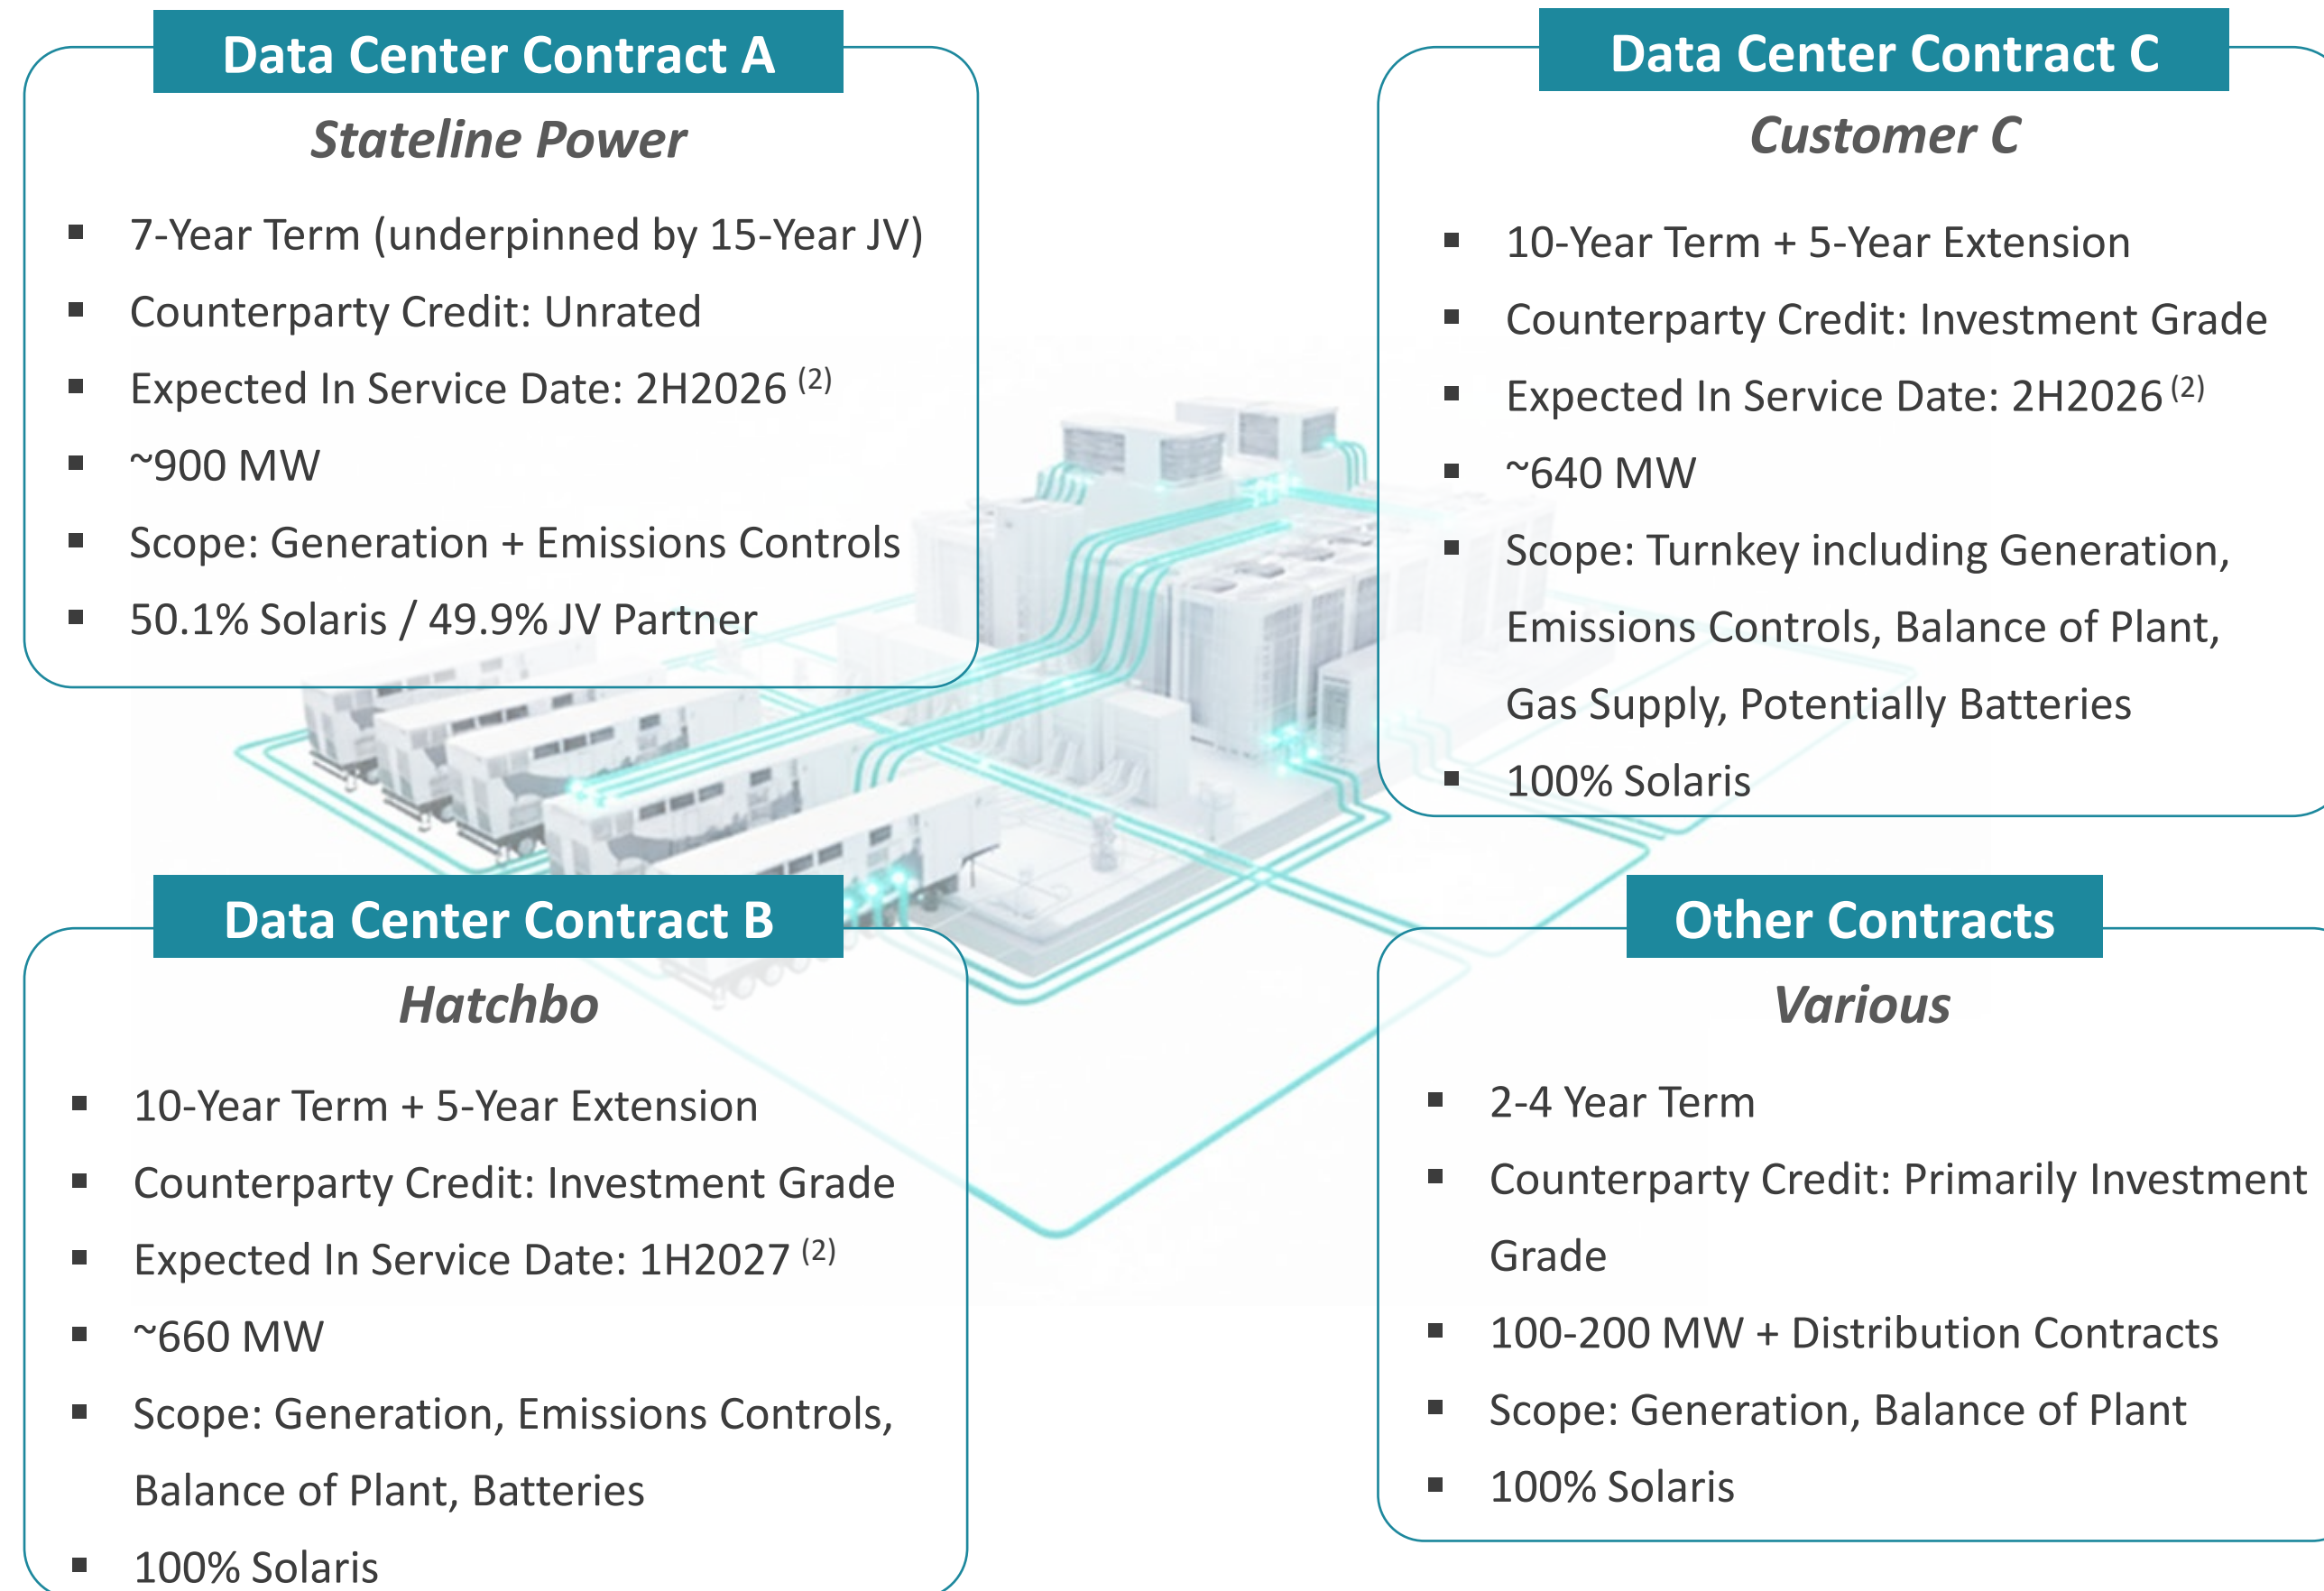 Data Center Contract A
Stateline Power
▪ 7-Year Term (underpinned by 15-Year JV)
▪ Counterparty Credit: Unrated
▪ Expected In Service Date: 2H2026 (2)
▪ ~900 MW
▪ Scope: Generation + Emissions Controls
▪ 50.1% Solaris / 49.9% JV Partner
Data Center Contract B
Hatchbo
▪ 10-Year Term + 5-Year Extension
▪ Counterparty Credit: Investment Grade
▪ Expected In Service Date: 1H2027 (2)
▪ ~660 MW
▪ Scope: Generation, Emissions Controls,
Balance of Plant, Batteries
▪ 100% Solaris
Data Center Contract C
Customer C
▪ 10-Year Term + 5-Year Extension
▪ Counterparty Credit: Investment Grade
▪ Expected In Service Date: 2H2026 (2)
▪ ~640 MW
▪ Scope: Turnkey including Generation,
Emissions Controls, Balance of Plant,
Gas Supply, Potentially Batteries
▪ 100% Solaris
Other Contracts
Various
▪ 2-4 Year Term
▪ Counterparty Credit: Primarily Investment
Grade
▪ 100-200 MW + Distribution Contracts
▪ Scope: Generation, Balance of Plant
▪ 100% Solaris